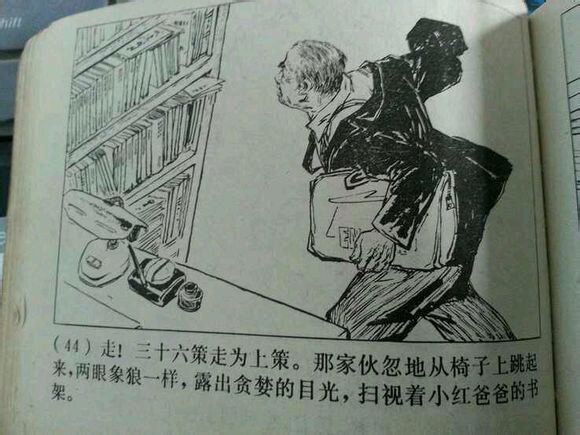 hift
(44)走！三十六策走为上策。那家伙忽地从椅子上跳起
来，两眼象狼一样，露出贪婪的目光，扫视着小红爸爸的书
架。